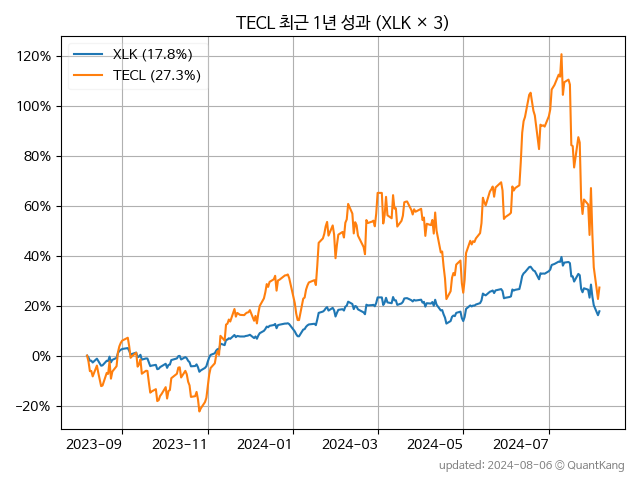 TECL 최근 1년 성과 (XLK × 3)
XLK (17.8%)
TECL (27.3%)
120%
100%
80%
60%
40%
20%
0%
−20%
2023-09 2023-11 2024-01 2024-03 2024-05 2024-07
updated: 2024-08-06 © QuantKang